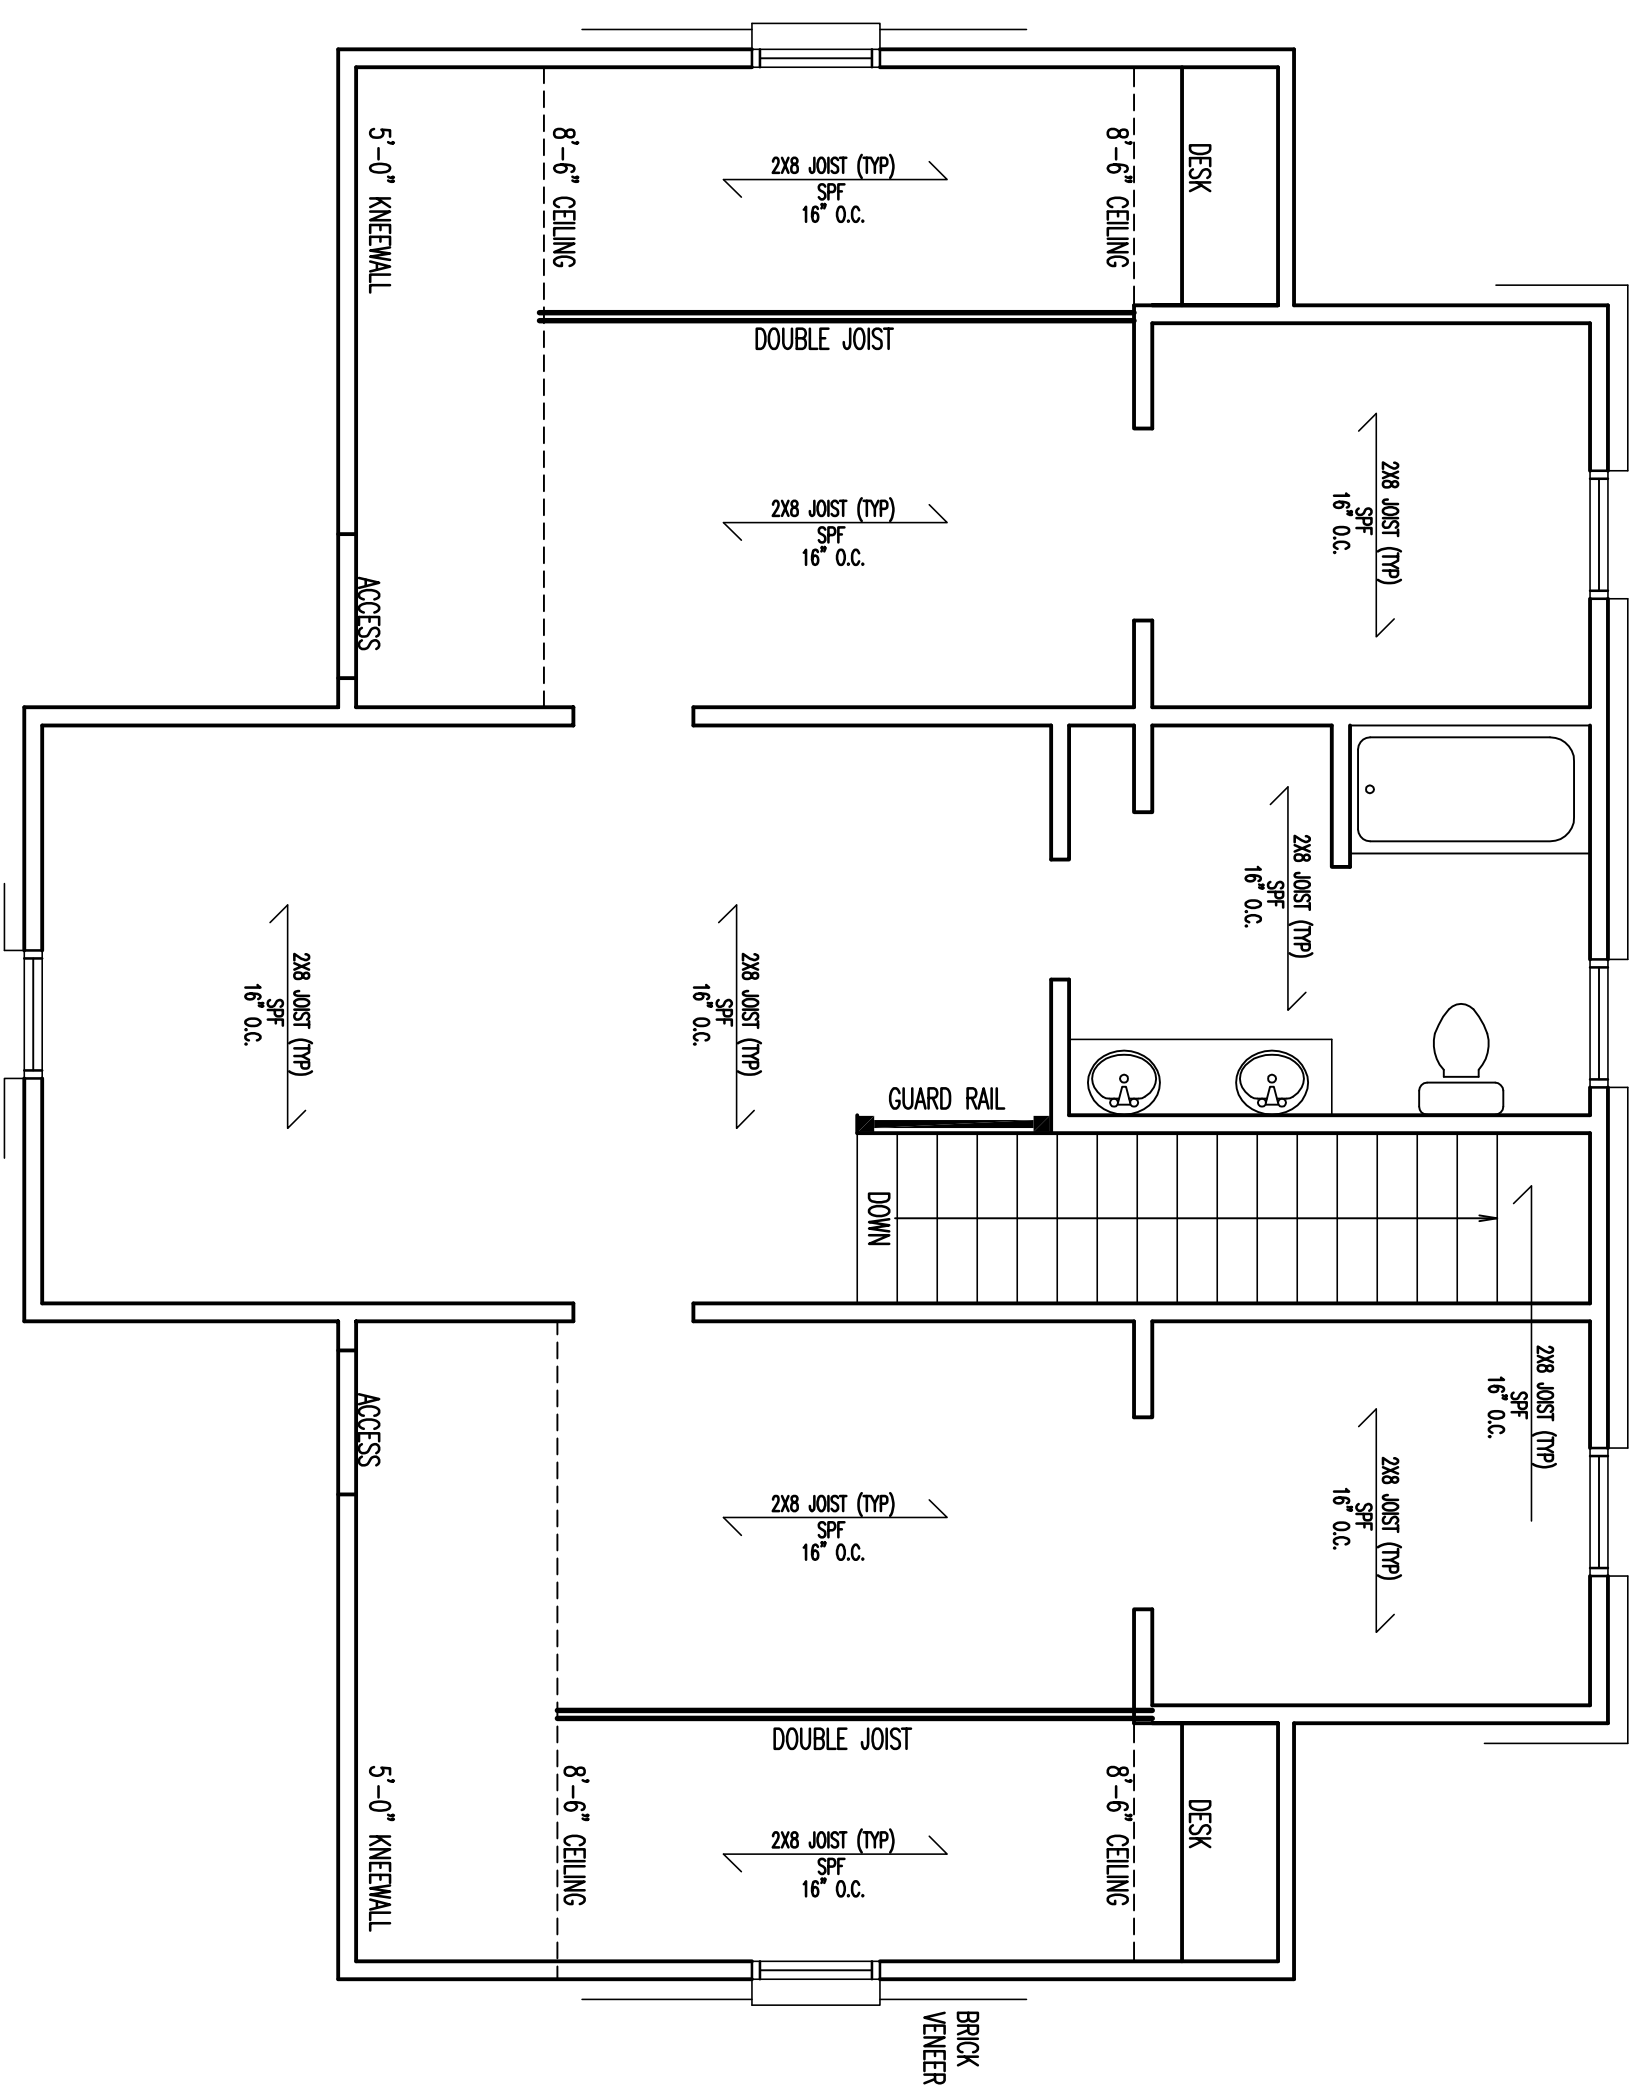 5'-0" KNEEWALL
8'-6" CEILING
2X8 JOIST (TYP)
SPF
16" O.C.
8'-6" CEILING
DESK
DOUBLE JOIST
2X8 JOIST (TYP)
SPF
16" O.C.
2X8 JOIST (TYP)
SPF
16" O.C.
ACCESS
2X8 JOIST (TYP)
SPF
16" O.C.
2X8 JOIST (TYP)
SPF
16" O.C.
2X8 JOIST (TYP)
SPF
16" O.C.
GUARD RAIL
DOWN
2X8 JOIST (TYP)
SPF
16" O.C.
ACCESS
2X8 JOIST (TYP)
SPF
16" O.C.
2X8 JOIST (TYP)
SPF
16" O.C.
DOUBLE JOIST
5'-0" KNEEWALL
8'-6" CEILING
2X8 JOIST (TYP)
SPF
16" O.C.
8'-6" CEILING
DESK
BRICK
VENEER